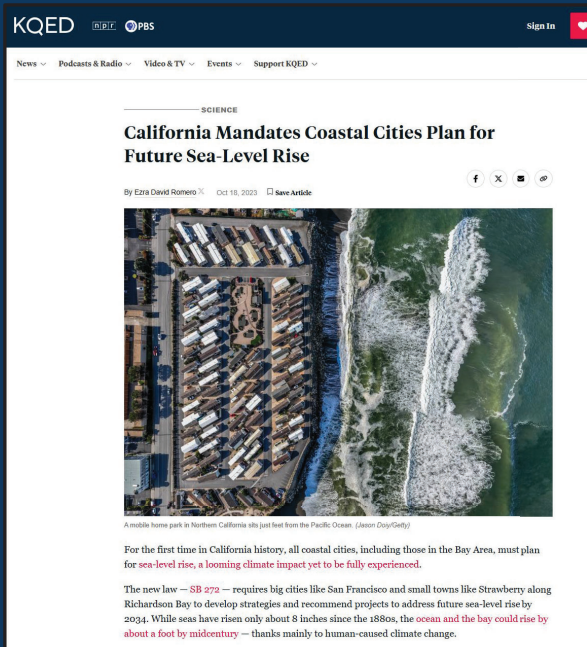 KQED npr PBS Sign In
News Podcasts & Radio Video & TV Events Support KQED
SCIENCE
California Mandates Coastal Cities Plan for
Future Sea-Level Rise
By Ezra David Romero Oct 16, 2023 Save Article
A mobile home park in Northern California sits just feet from the Pacific Ocean. (Jason Doiy/Getty)
For the first time in California history, all coastal cities, including those in the Bay Area, must plan
for sea-level rise, a looming climate impact yet to be fully experienced.
The new law — SB 272 — requires big cities like San Francisco and small towns like Strawberry along
Richardson Bay to develop strategies and recommend projects to address future sea-level rise by
2034. While seas have risen only about 8 inches since the 1880s, the ocean and the bay could rise by
about a foot by midcentury — thanks mainly to human-caused climate change.